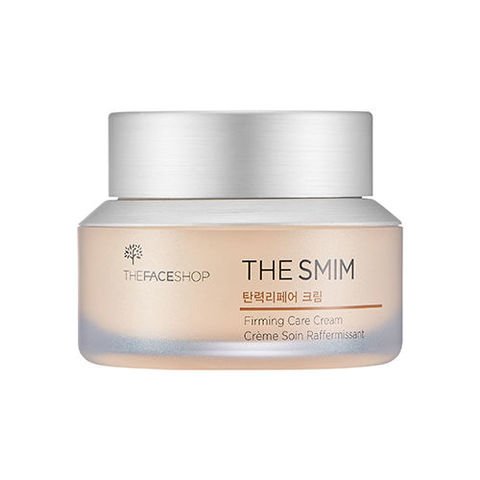 THEFACESHOP
THE SMIM
탄력리페어 크림
Firming Care Cream
Crème Soin Raffermissant